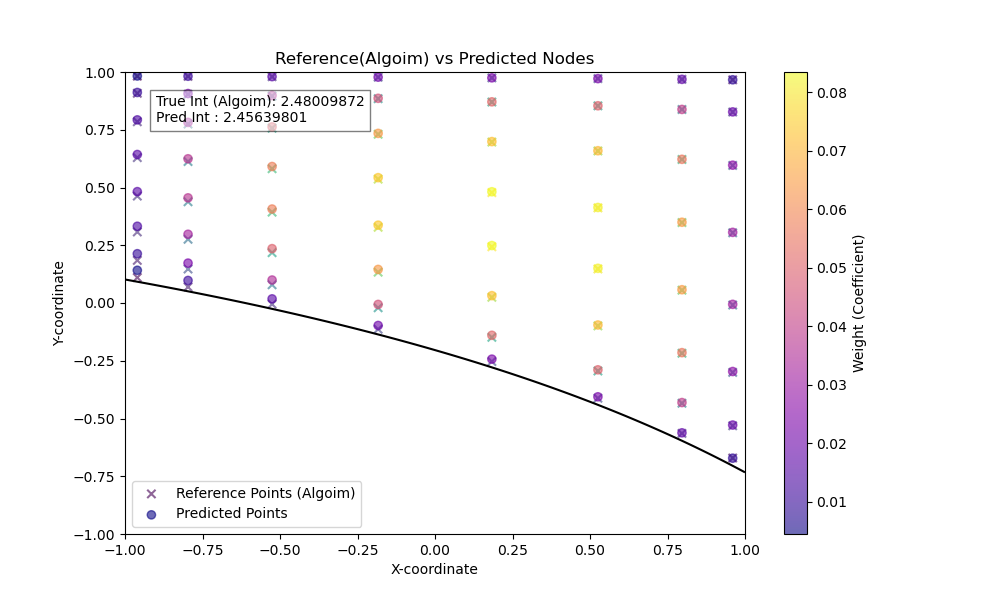 Reference(Algoim) vs Predicted Nodes
True Int (Algoim): 2.48009872
Pred Int : 2.45639801
1.00
0.75
0.50
0.25
0.00
−0.25
−0.50
−0.75
−1.00
Y-coordinate
Reference Points (Algoim)
Predicted Points
−1.00 −0.75 −0.50 −0.25 0.00 0.25 0.50 0.75 1.00
X-coordinate
0.08
0.07
0.06
0.05
0.04
0.03
0.02
0.01
Weight (Coefficient)